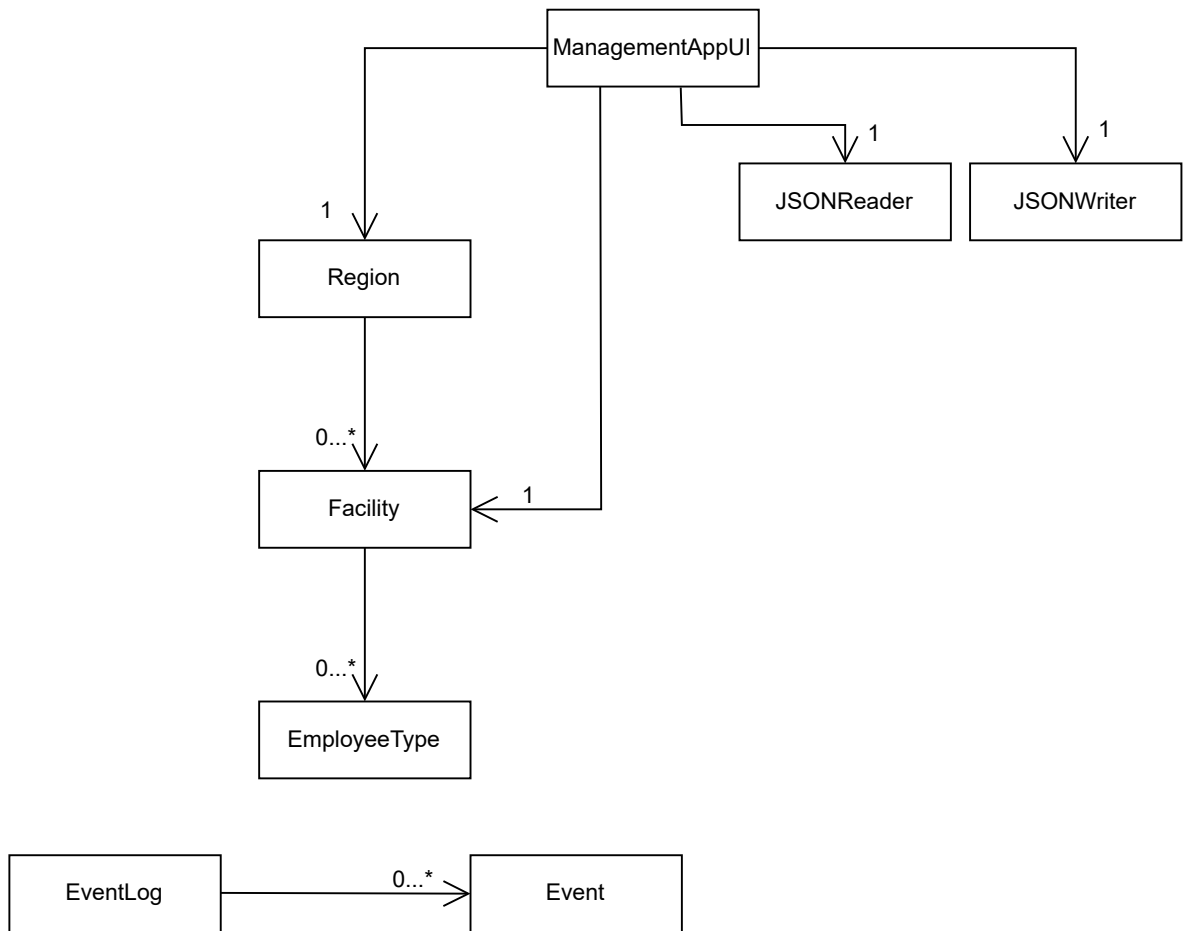 ManagementAppUI
1
1
JSONReader
JSONWriter
1
Region
0...*
1
Facility
0...*
EmployeeType
0...*
EventLog
Event